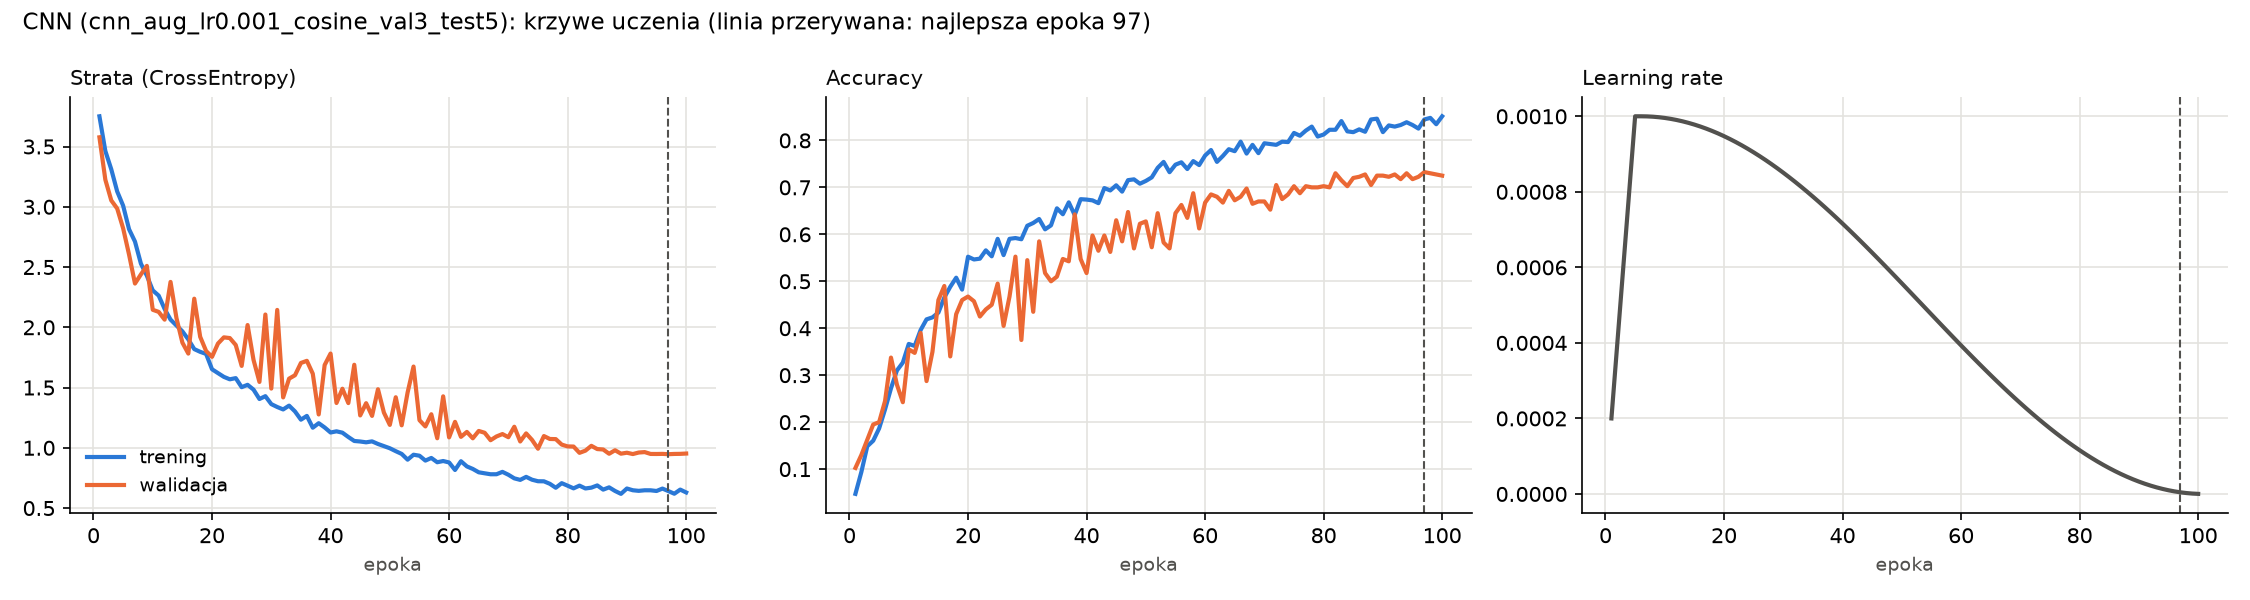 CNN (cnn_aug_lr0.001_cosine_val3_test5): krzywe uczenia (linia przerywana: najlepsza epoka 97)
Strata (CrossEntropy)
3.5
3.0
2.5
2.0
1.5
1.0
0.5
trening
walidacja
0 20 40 60 80 100
epoka
Accuracy
0.8
0.7
0.6
0.5
0.4
0.3
0.2
0.1
0 20 40 60 80 100
epoka
Learning rate
0.0010
0.0008
0.0006
0.0004
0.0002
0.0000
0 20 40 60 80 100
epoka